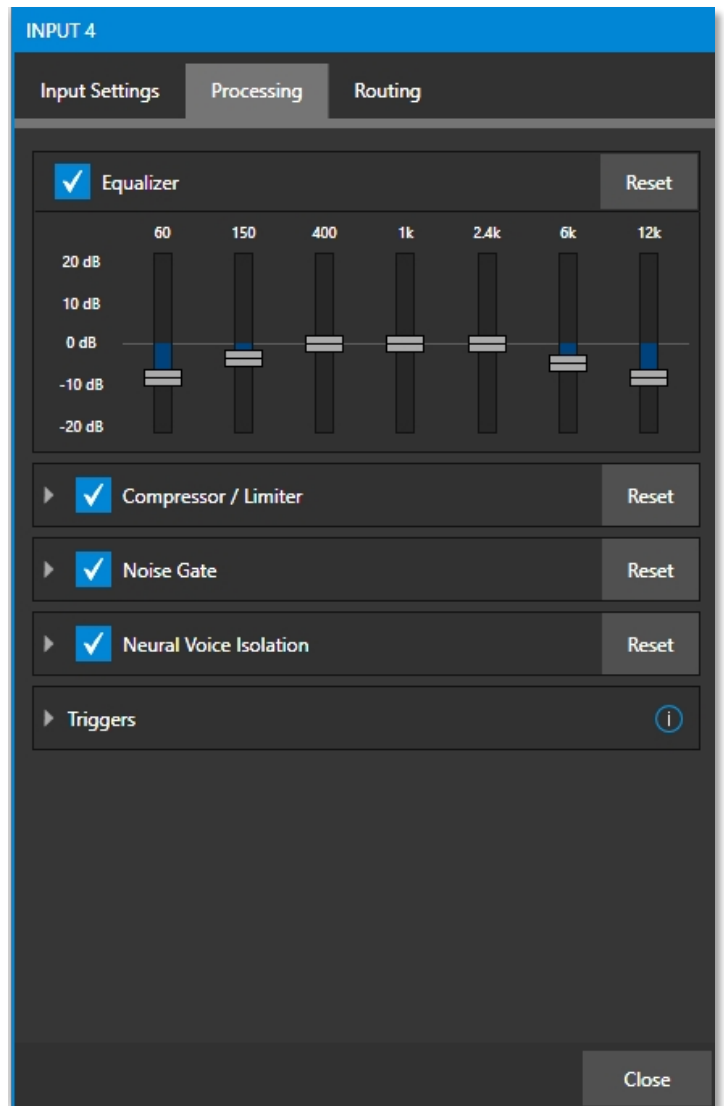 INPUT 4
Input Settings Processing Routing
Equalizer Reset
60 150 400 1k 2.4k 6k 12k
20 dB
10 dB
0 dB
-10 dB
-20 dB
Compressor / Limiter Reset
Noise Gate Reset
Neural Voice Isolation Reset
Triggers i
Close